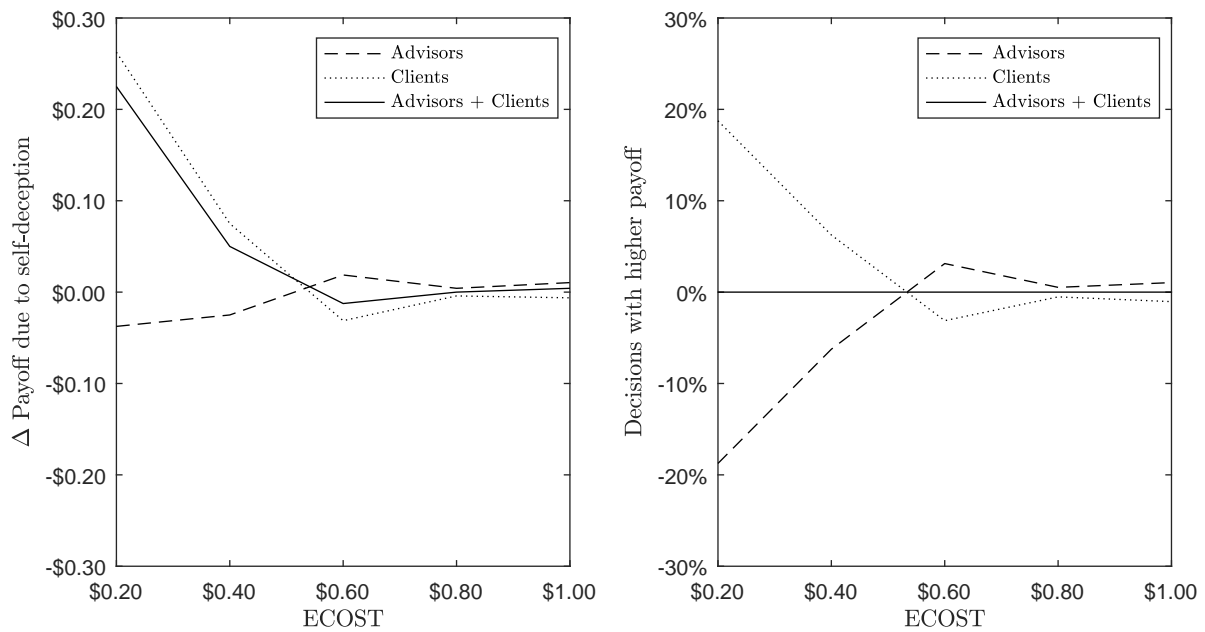 Δ Payoff due to self-deception
$0.30
$0.20
$0.10
$0.00
-$0.10
-$0.20
-$0.30
Advisors
Clients
Advisors + Clients
$0.20 $0.40 $0.60 $0.80 $1.00
ECOST
Decisions with higher payoff
30%
20%
10%
0%
-10%
-20%
-30%
Advisors
Clients
Advisors + Clients
$0.20 $0.40 $0.60 $0.80 $1.00
ECOST